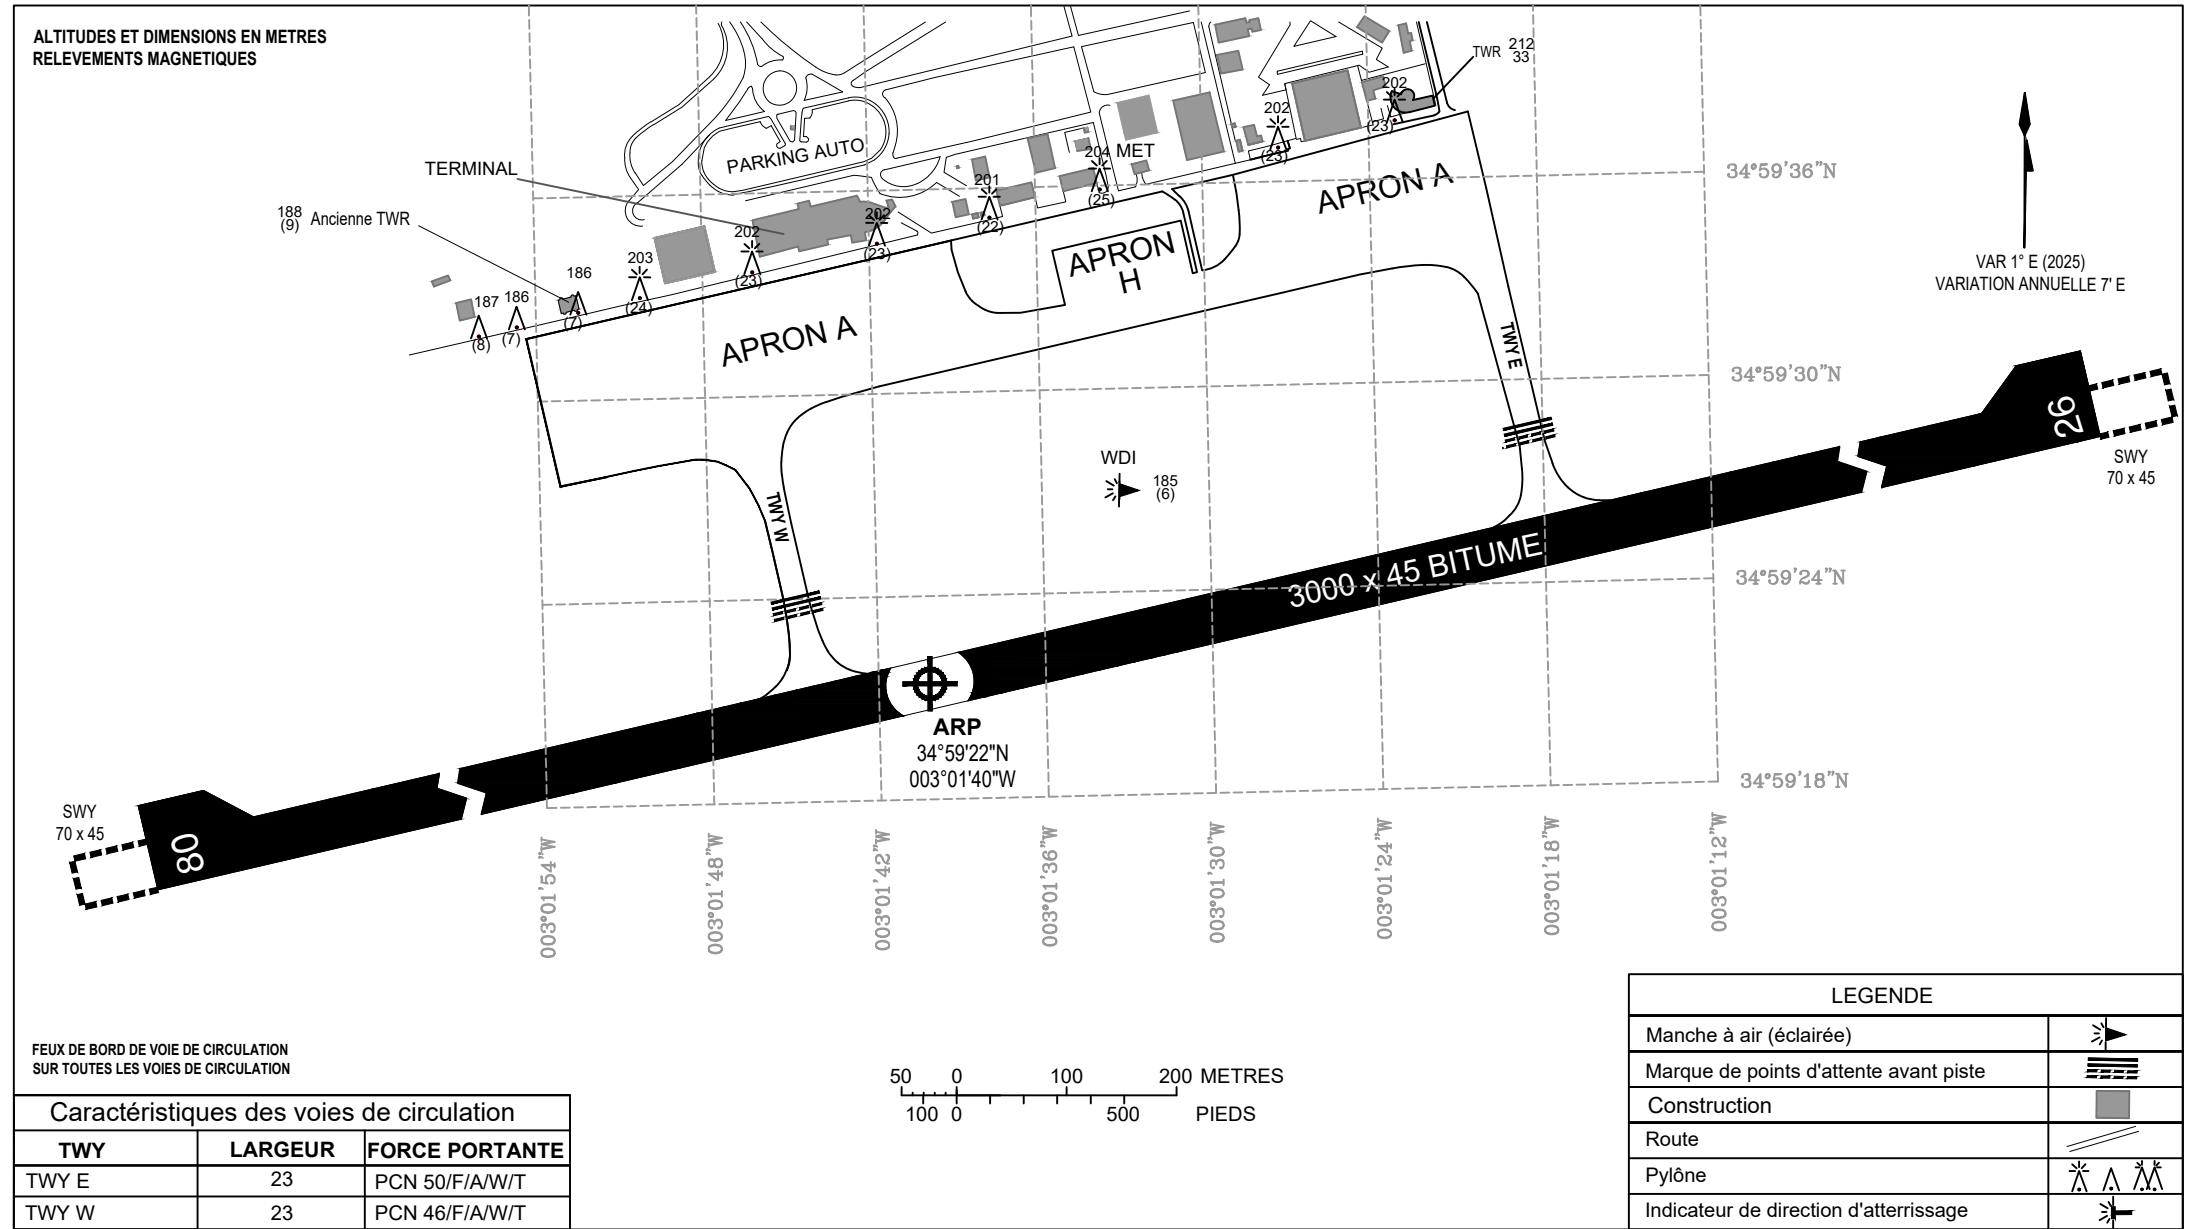 ALTITUDES ET DIMENSIONS EN METRES
RELEVEMENTS MAGNETIQUES
TWR 212
33
202
(23)
202
(23)
204 MET
(25)
201
(22)
202
(23)
202
(23)
203
(24)
186
(7)
186
(7)
187
(8)
PARKING AUTO
TERMINAL
188
(9)
Ancienne TWR
APRON A
APRON
H
APRON A
34°59'36"N
VAR 1° E (2025)
VARIATION ANNUELLE 7' E
TWY E
34°59'30"N
26
SWY
70 x 45
WDI
185
(6)
TWY W
3000 x 45 BITUME
34°59'24"N
ARP
34°59'22"N
003°01'40"W
34°59'18"N
SWY
70 x 45
08
003°01'54"W
003°01'48"W
003°01'42"W
003°01'36"W
003°01'30"W
003°01'24"W
003°01'18"W
003°01'12"W
FEUX DE BORD DE VOIE DE CIRCULATION
SUR TOUTES LES VOIES DE CIRCULATION
Caractéristiques des voies de circulation
TWY LARGEUR FORCE PORTANTE
TWY E 23 PCN 50/F/A/W/T
TWY W 23 PCN 46/F/A/W/T
50 0 100 200 METRES
100 0 500 PIEDS
LEGENDE
Manche à air (éclairée)
Marque de points d'attente avant piste
Construction
Route
Pylône
Indicateur de direction d'atterrissage